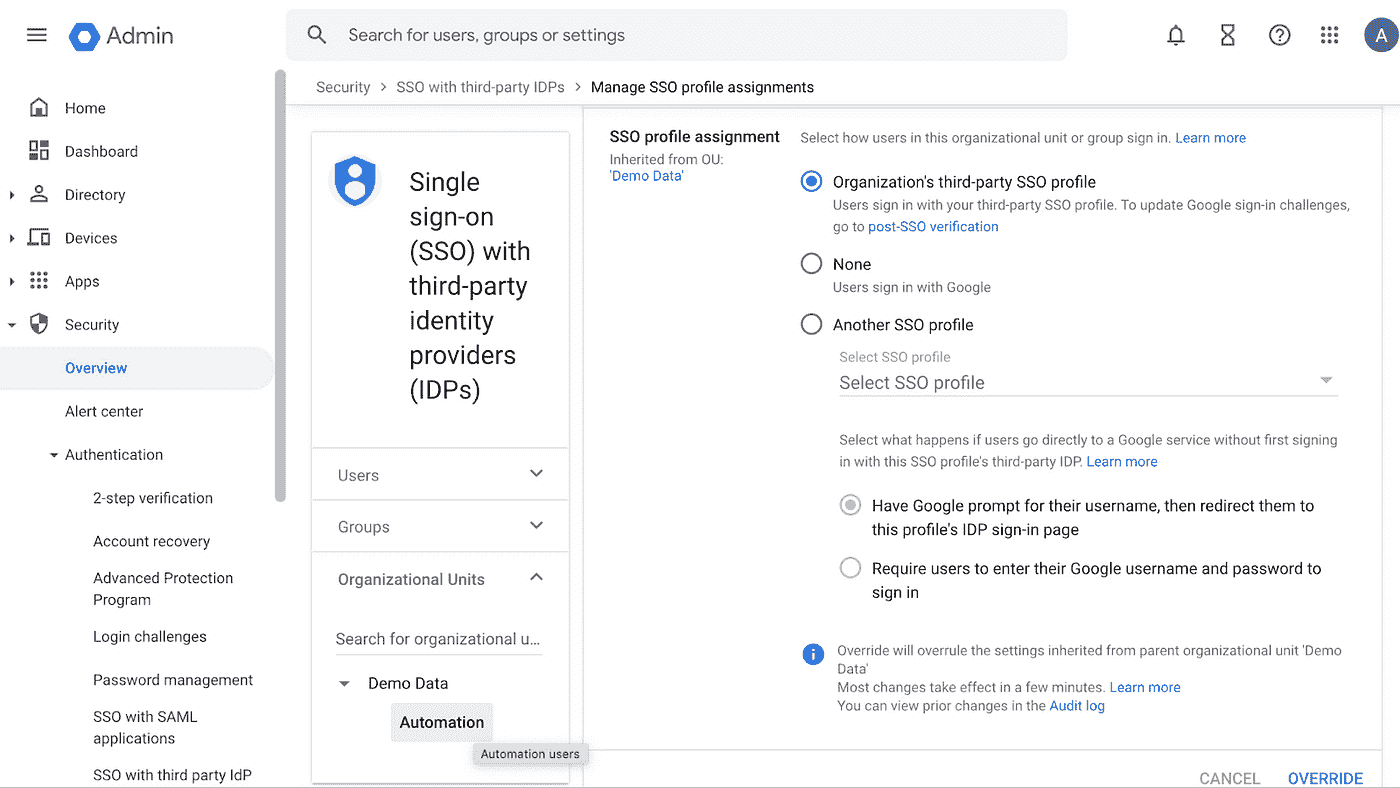 Admin
Search for users, groups or settings
A
Home
Dashboard
Directory
Devices
Apps
Security
Overview
Alert center
Authentication
2-step verification
Account recovery
Advanced Protection
Program
Login challenges
Password management
SSO with SAML
applications
SSO with third party IdP
Security > SSO with third-party IDPs > Manage SSO profile assignments
Single
sign-on
(SSO) with
third-party
identity
providers
(IDPs)
Users
Groups
Organizational Units
Search for organizational u...
Demo Data
Automation
Automation users
SSO profile assignment
Inherited from OU:
'Demo Data'
Select how users in this organizational unit or group sign in. Learn more
Organization's third-party SSO profile
Users sign in with your third-party SSO profile. To update Google sign-in challenges,
go to post-SSO verification
None
Users sign in with Google
Another SSO profile
Select SSO profile
Select SSO profile
Select what happens if users go directly to a Google service without first signing
in with this SSO profile's third-party IDP. Learn more
Have Google prompt for their username, then redirect them to
this profile's IDP sign-in page
Require users to enter their Google username and password to
sign in
Override will overrule the settings inherited from parent organizational unit 'Demo
Data'
Most changes take effect in a few minutes. Learn more
You can view prior changes in the Audit log
CANCEL
OVERRIDE